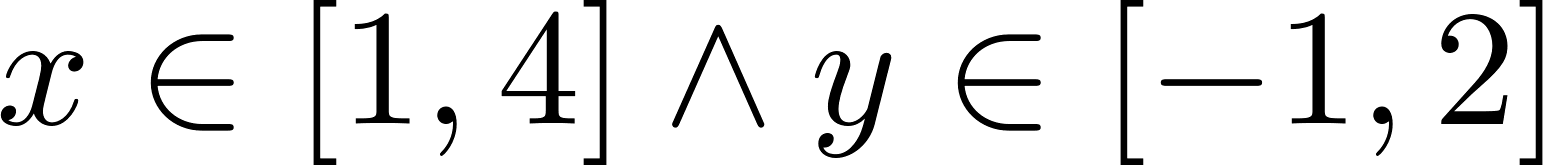 x ∈ [1, 4] ∧ y ∈ [−1, 2]